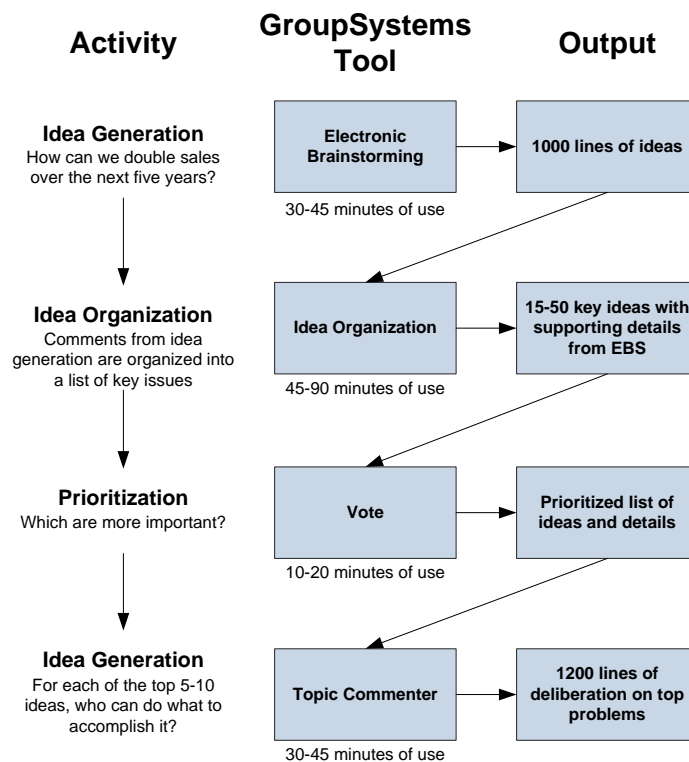 Activity
GroupSystems
Tool
Output
Idea Generation
How can we double sales
over the next five years?
Electronic
Brainstorming
1000 lines of ideas
30-45 minutes of use
Idea Organization
Comments from idea
generation are organized into
a list of key issues
Idea Organization
15-50 key ideas with
supporting details
from EBS
45-90 minutes of use
Prioritization
Which are more important?
Vote
Prioritized list of
ideas and details
10-20 minutes of use
Idea Generation
For each of the top 5-10
ideas, who can do what to
accomplish it?
Topic Commenter
1200 lines of
deliberation on top
problems
30-45 minutes of use